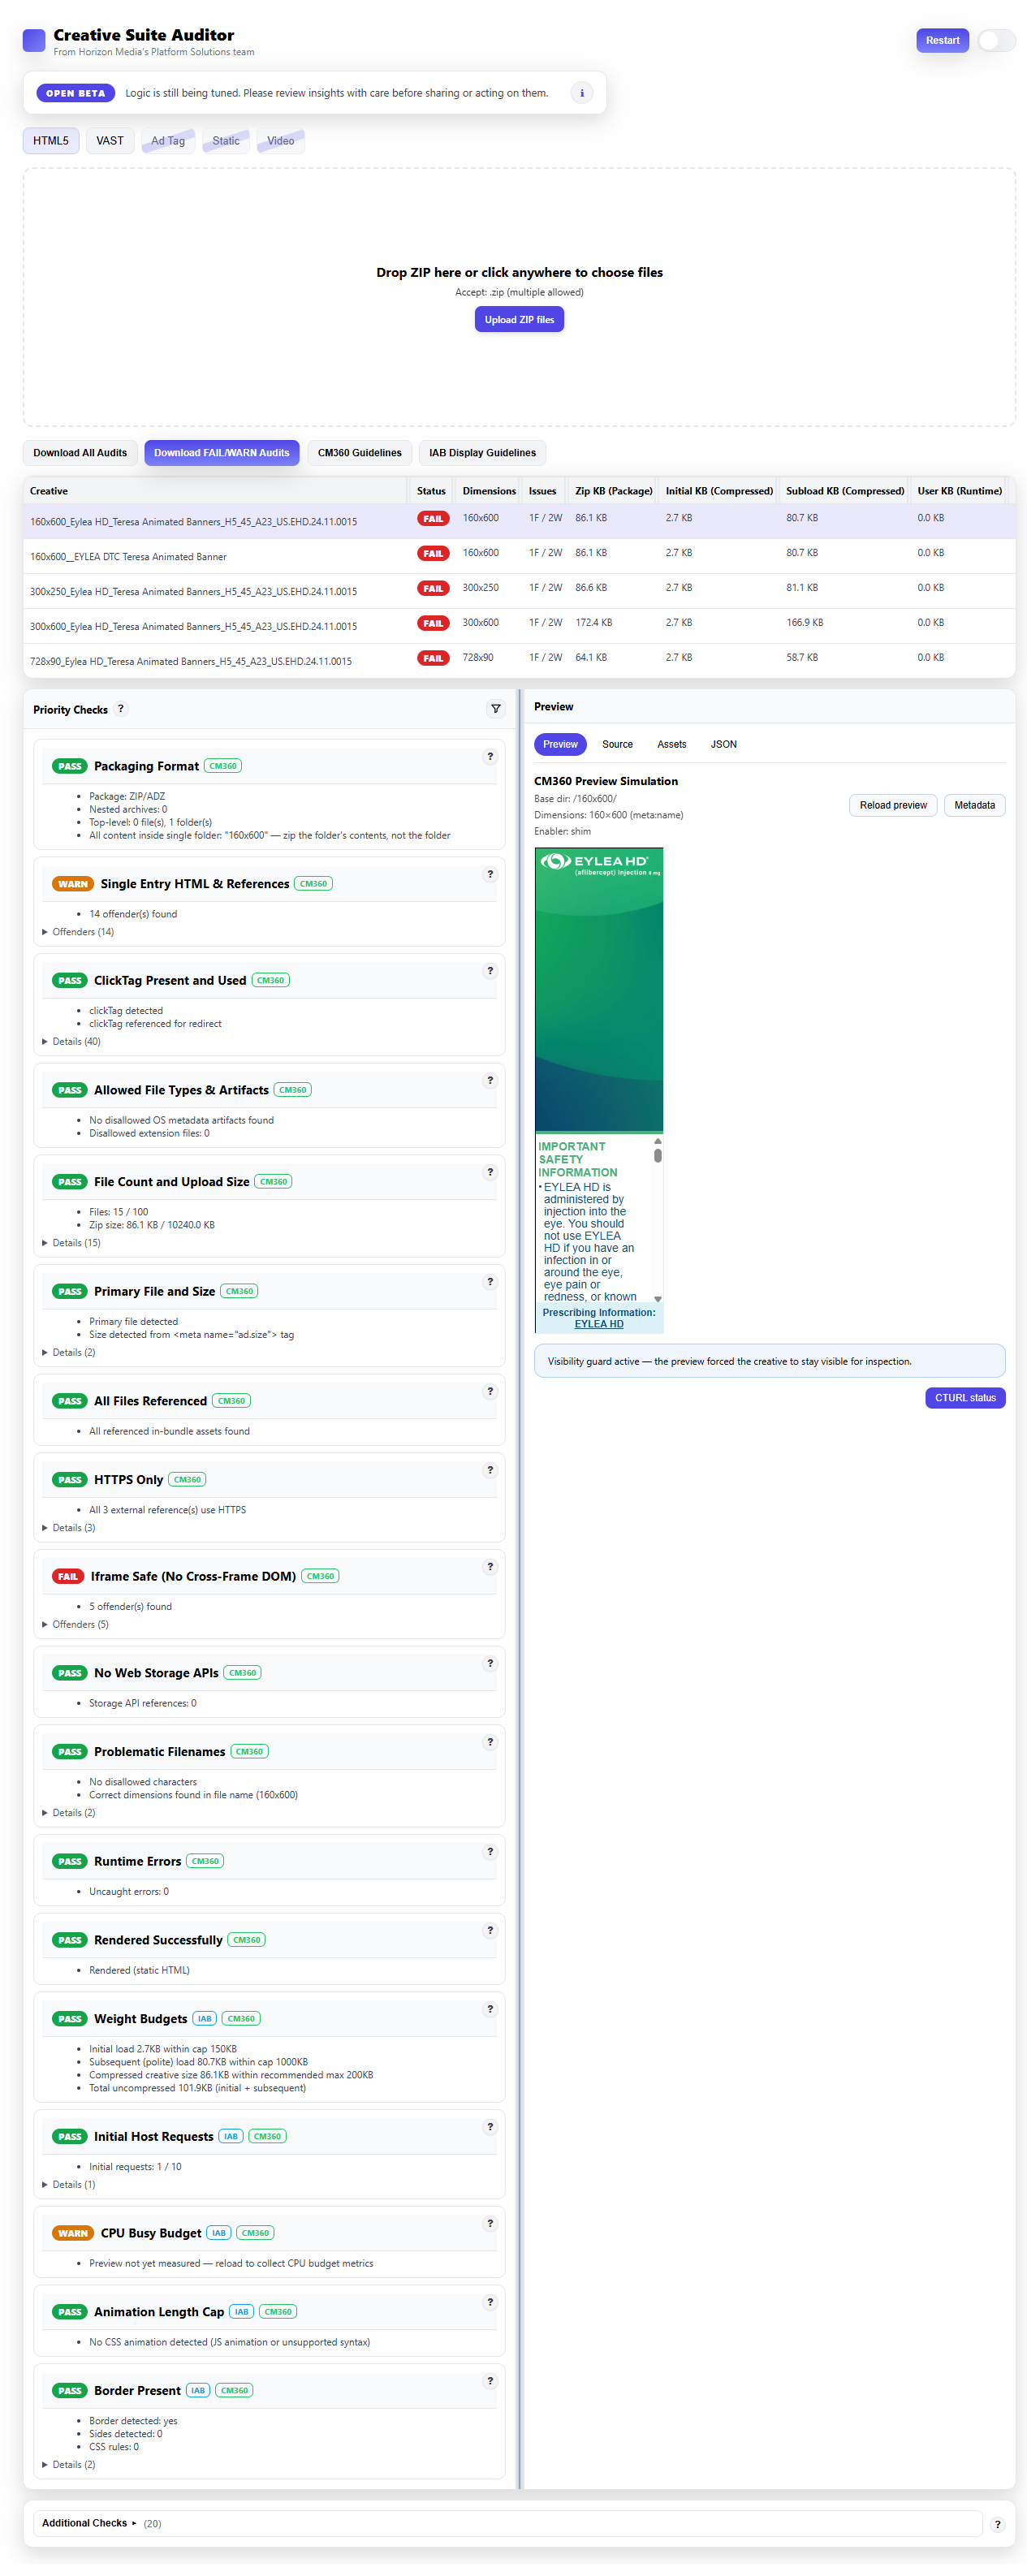 Creative Suite Auditor
From Horizon Media's Platform Solutions team
Restart
OPEN BETA
Logic is still being tuned. Please review insights with care before sharing or acting on them.
i
HTML5 VAST Ad Tag Static Video
Drop ZIP here or click anywhere to choose files
Accept: .zip (multiple allowed)
Upload ZIP files
Download All Audits Download FAIL/WARN Audits CM360 Guidelines IAB Display Guidelines
Creative Status Dimensions Issues Zip KB (Package) Initial KB (Compressed) Subload KB (Compressed) User KB (Runtime)
160x600_Eylea HD_Teresa Animated Banners_H5_45_A23_US.EHD.24.11.0015 FAIL 160x600 1F / 2W 86.1 KB 2.7 KB 80.7 KB 0.0 KB
160x600__EYLEA DTC Teresa Animated Banner FAIL 160x600 1F / 2W 86.1 KB 2.7 KB 80.7 KB 0.0 KB
300x250_Eylea HD_Teresa Animated Banners_H5_45_A23_US.EHD.24.11.0015 FAIL 300x250 1F / 2W 86.6 KB 2.7 KB 81.1 KB 0.0 KB
300x600_Eylea HD_Teresa Animated Banners_H5_45_A23_US.EHD.24.11.0015 FAIL 300x600 1F / 2W 172.4 KB 2.7 KB 166.9 KB 0.0 KB
728x90_Eylea HD_Teresa Animated Banners_H5_45_A23_US.EHD.24.11.0015 FAIL 728x90 1F / 2W 64.1 KB 2.7 KB 58.7 KB 0.0 KB
Priority Checks ?
PASS Packaging Format CM360 ?
• Package: ZIP/ADZ
• Nested archives: 0
• Top-level: 0 file(s), 1 folder(s)
• All content inside single folder: "160x600" — zip the folder's contents, not the folder
WARN Single Entry HTML & References CM360 ?
• 14 offender(s) found
▶ Offenders (14)
PASS ClickTag Present and Used CM360 ?
• clickTag detected
• clickTag referenced for redirect
▶ Details (40)
PASS Allowed File Types & Artifacts CM360 ?
• No disallowed OS metadata artifacts found
• Disallowed extension files: 0
PASS File Count and Upload Size CM360 ?
• Files: 15 / 100
• Zip size: 86.1 KB / 10240.0 KB
▶ Details (15)
PASS Primary File and Size CM360 ?
• Primary file detected
• Size detected from <meta name="ad.size"> tag
▶ Details (2)
PASS All Files Referenced CM360 ?
• All referenced in-bundle assets found
PASS HTTPS Only CM360 ?
• All 3 external reference(s) use HTTPS
▶ Details (3)
FAIL Iframe Safe (No Cross-Frame DOM) CM360 ?
• 5 offender(s) found
▶ Offenders (5)
PASS No Web Storage APIs CM360 ?
• Storage API references: 0
PASS Problematic Filenames CM360 ?
• No disallowed characters
• Correct dimensions found in file name (160x600)
▶ Details (2)
PASS Runtime Errors CM360 ?
• Uncaught errors: 0
PASS Rendered Successfully CM360 ?
• Rendered (static HTML)
PASS Weight Budgets IAB CM360 ?
• Initial load 2.7KB within cap 150KB
• Subsequent (polite) load 80.7KB within cap 1000KB
• Compressed creative size 86.1KB within recommended max 200KB
• Total uncompressed 101.9KB (initial + subsequent)
PASS Initial Host Requests IAB CM360 ?
• Initial requests: 1 / 10
▶ Details (1)
WARN CPU Busy Budget IAB CM360 ?
• Preview not yet measured — reload to collect CPU budget metrics
PASS Animation Length Cap IAB CM360 ?
• No CSS animation detected (JS animation or unsupported syntax)
PASS Border Present IAB CM360 ?
• Border detected: yes
• Sides detected: 0
• CSS rules: 0
▶ Details (2)
Preview
Preview Source Assets JSON
CM360 Preview Simulation
Base dir: /160x600/
Dimensions: 160×600 (meta:name)
Enabler: shim
Reload preview Metadata
EYLEA HD
(aflibercept) Injection 8 mg
IMPORTANT
SAFETY
INFORMATION
• EYLEA HD is
administered by
injection into the
eye. You should
not use EYLEA
HD if you have an
infection in or
around the eye,
eye pain or
redness, or known
Prescribing Information:
EYLEA HD
Visibility guard active — the preview forced the creative to stay visible for inspection.
CTURL status
Additional Checks ▸ (20) ?